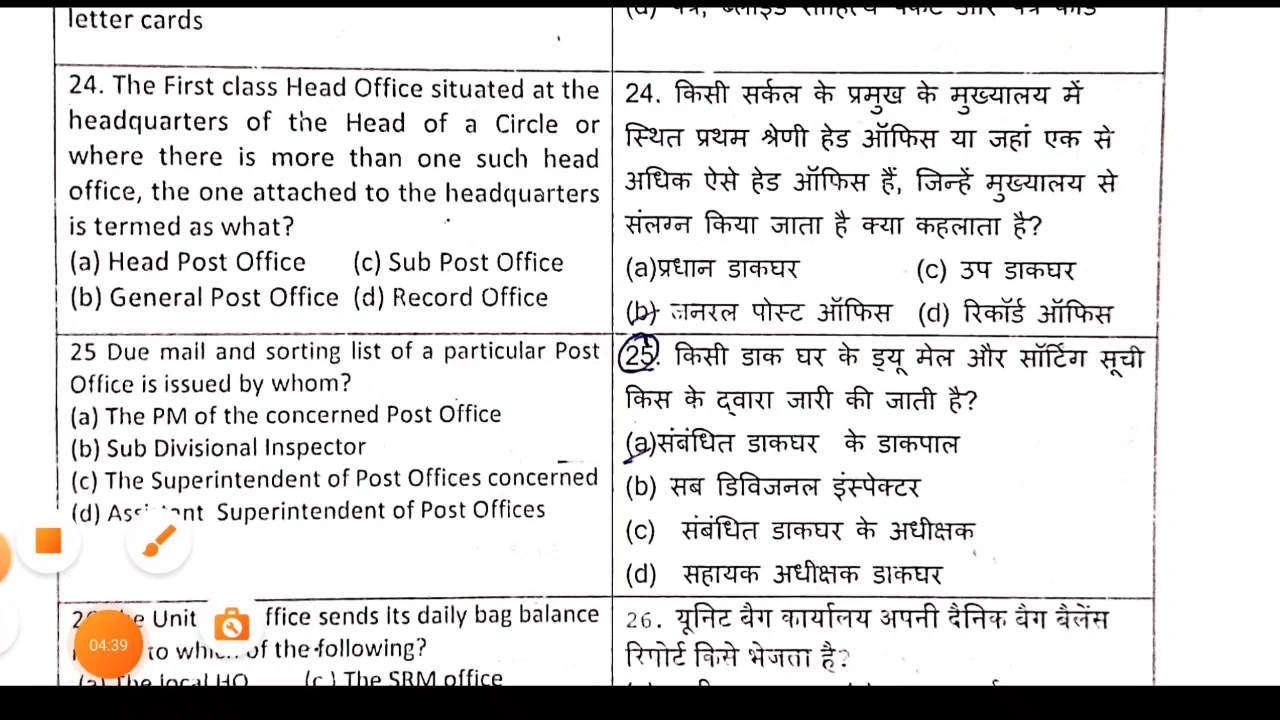 letter cards
24. The First class Head Office situated at the
headquarters of the Head of a Circle or
where there is more than one such head
office, the one attached to the headquarters
is termed as what?
(a) Head Post Office (c) Sub Post Office
(b) General Post Office (d) Record Office
24. किसी सर्कल के प्रमुख के मुख्यालय में
स्थित प्रथम श्रेणी हेड ऑफिस या जहां एक से
अधिक ऐसे हेड ऑफिस हैं, जिन्हें मुख्यालय से
संलग्न किया जाता है क्या कहलाता है?
(a)प्रधान डाकघर (c) उप डाकघर
(b) जनरल पोस्ट ऑफिस (d) रिकॉर्ड ऑफिस
25 Due mail and sorting list of a particular Post
Office is issued by whom?
(a) The PM of the concerned Post Office
(b) Sub Divisional Inspector
(c) The Superintendent of Post Offices concerned
(d) Superintendent of Post Offices
25. किसी डाक घर के ड्यू मेल और सॉर्टिंग सूची
किस के द्वारा जारी की जाती है?
(a)संबंधित डाकघर के डाकपाल
(b) सब डिविजनल इंस्पेक्टर
(c) संबंधित डाकघर के अधीक्षक
(d) सहायक अधीक्षक डाकघर
Unit sends its daily bag balance
to of the following?
(a) The local HO (c) The SRM office
26. यूनिट बैग कार्यालय अपनी दैनिक बैग बैलेंस
रिपोर्ट किसे भेजता है?
04:39